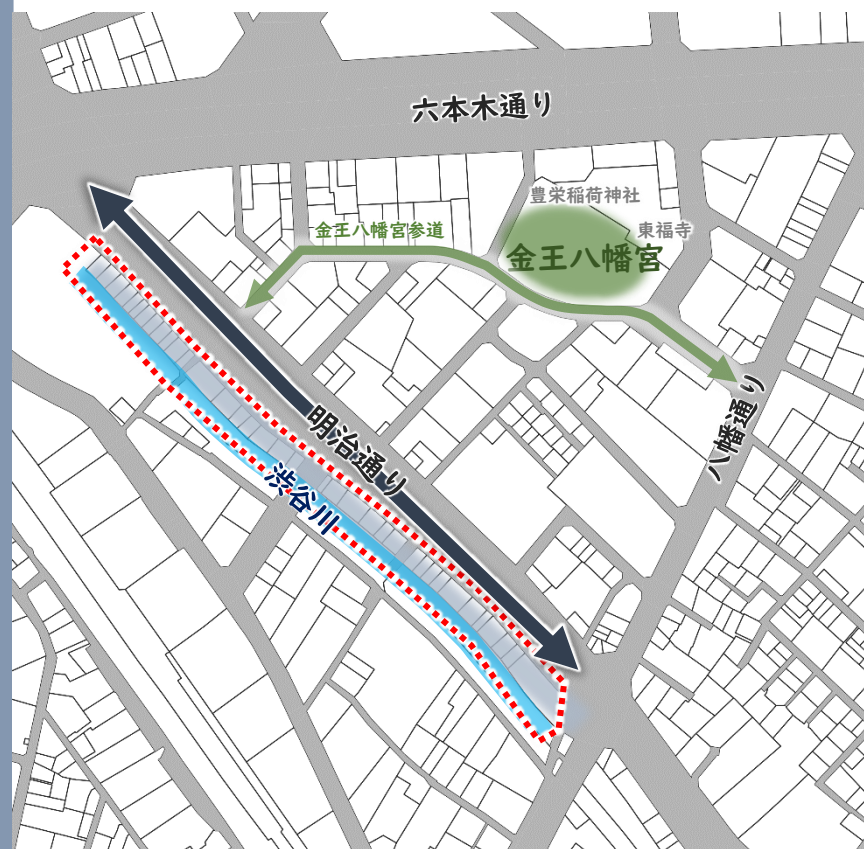 六本木通り
豊栄稲荷神社
金王八幡宮参道
東福寺
金王八幡宮
八幡通り
明治通り
渋谷川